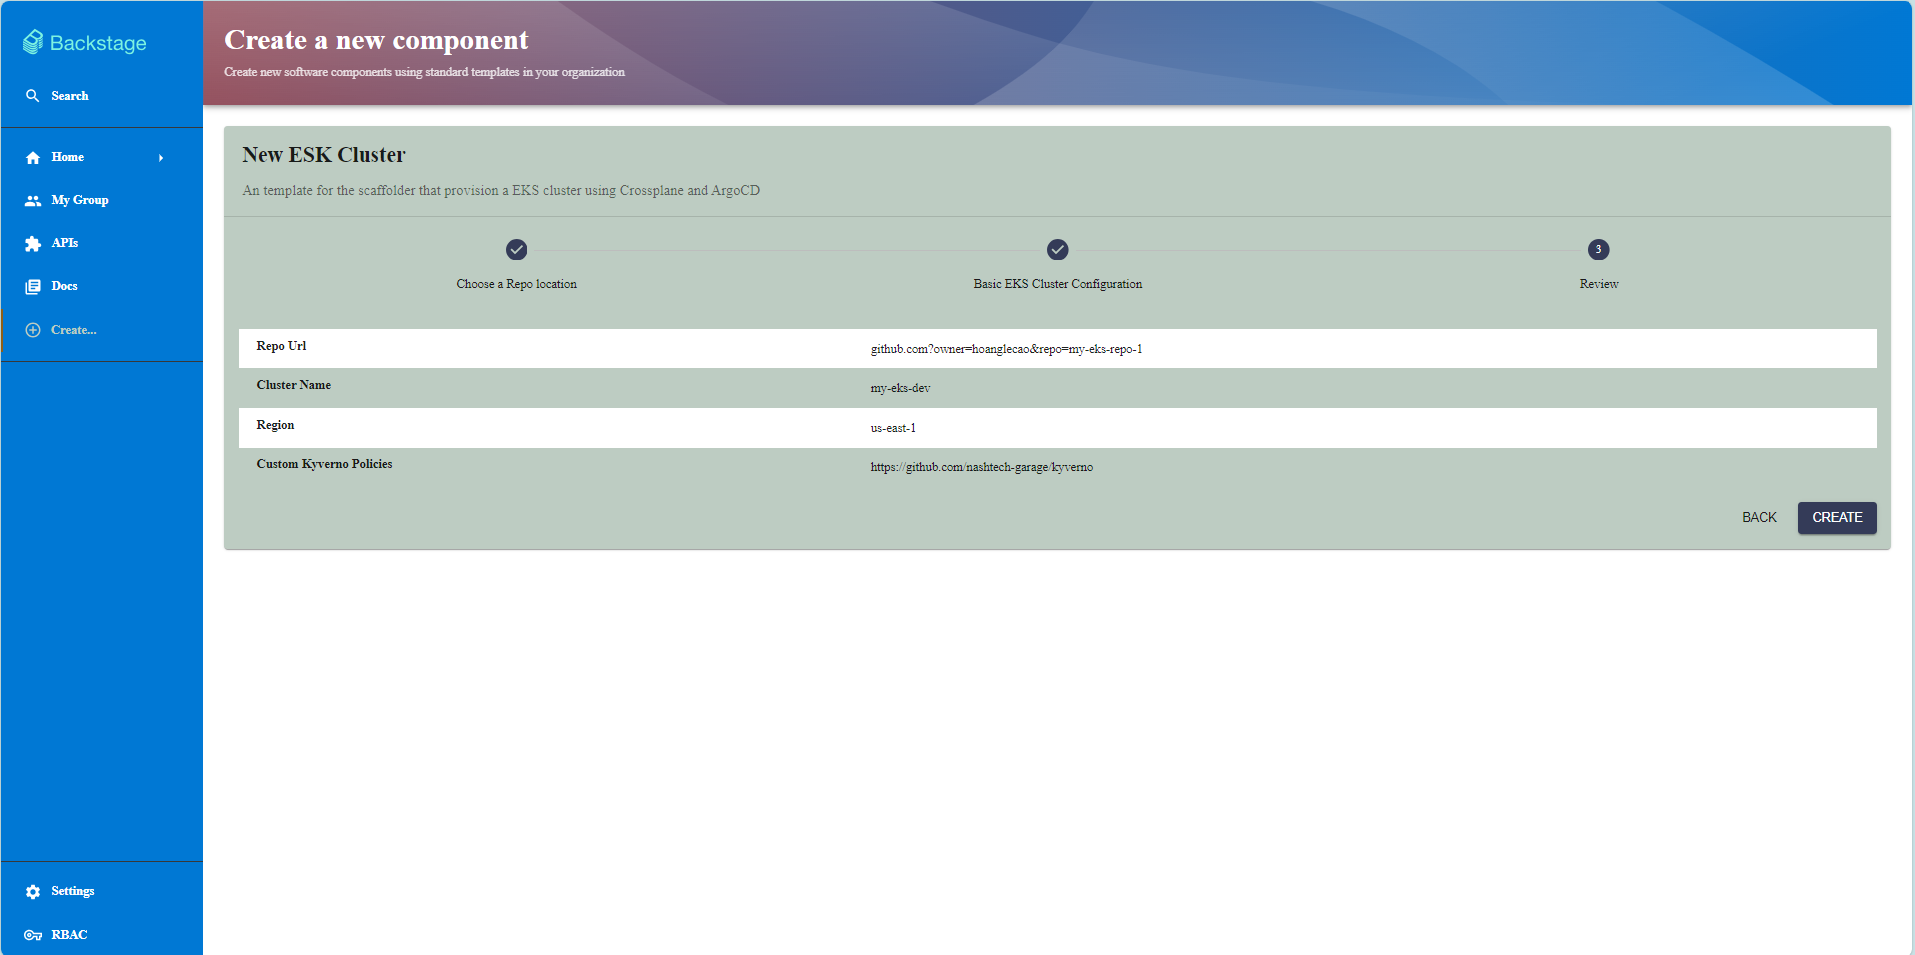 Backstage
Search
Home
My Group
APIs
Docs
Create...
Settings
RBAC
Create a new component
Create new software components using standard templates in your organization
New ESK Cluster
An template for the scaffolder that provision a EKS cluster using Crossplane and ArgoCD
3
Choose a Repo location Basic EKS Cluster Configuration Review
Repo Url github.com?owner=hoanglecao&repo=my-eks-repo-1
Cluster Name my-eks-dev
Region us-east-1
Custom Kyverno Policies https://github.com/nashtech-garage/kyverno
BACK CREATE